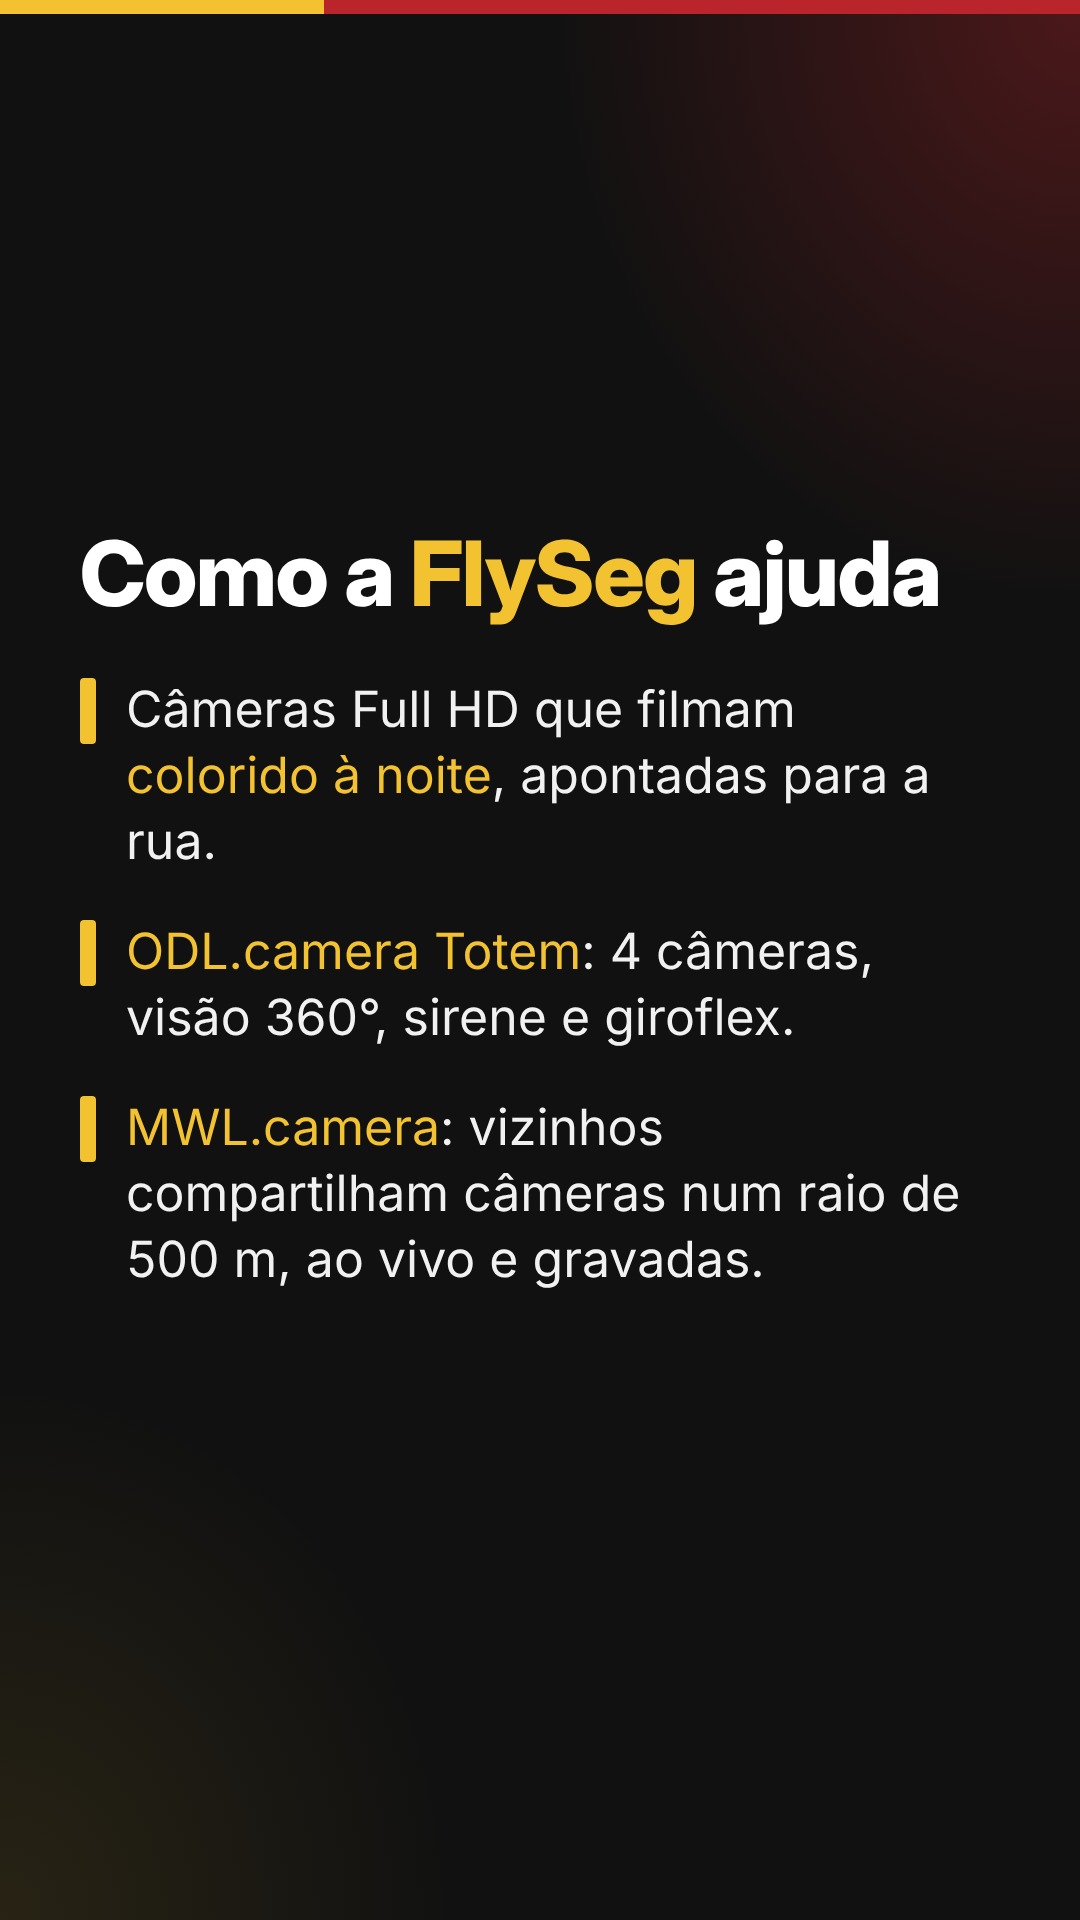 Como a FlySeg ajuda
Câmeras Full HD que filmam
colorido à noite, apontadas para a
rua.
ODL.camera Totem: 4 câmeras,
visão 360°, sirene e giroflex.
MWL.camera: vizinhos
compartilham câmeras num raio de
500 m, ao vivo e gravadas.